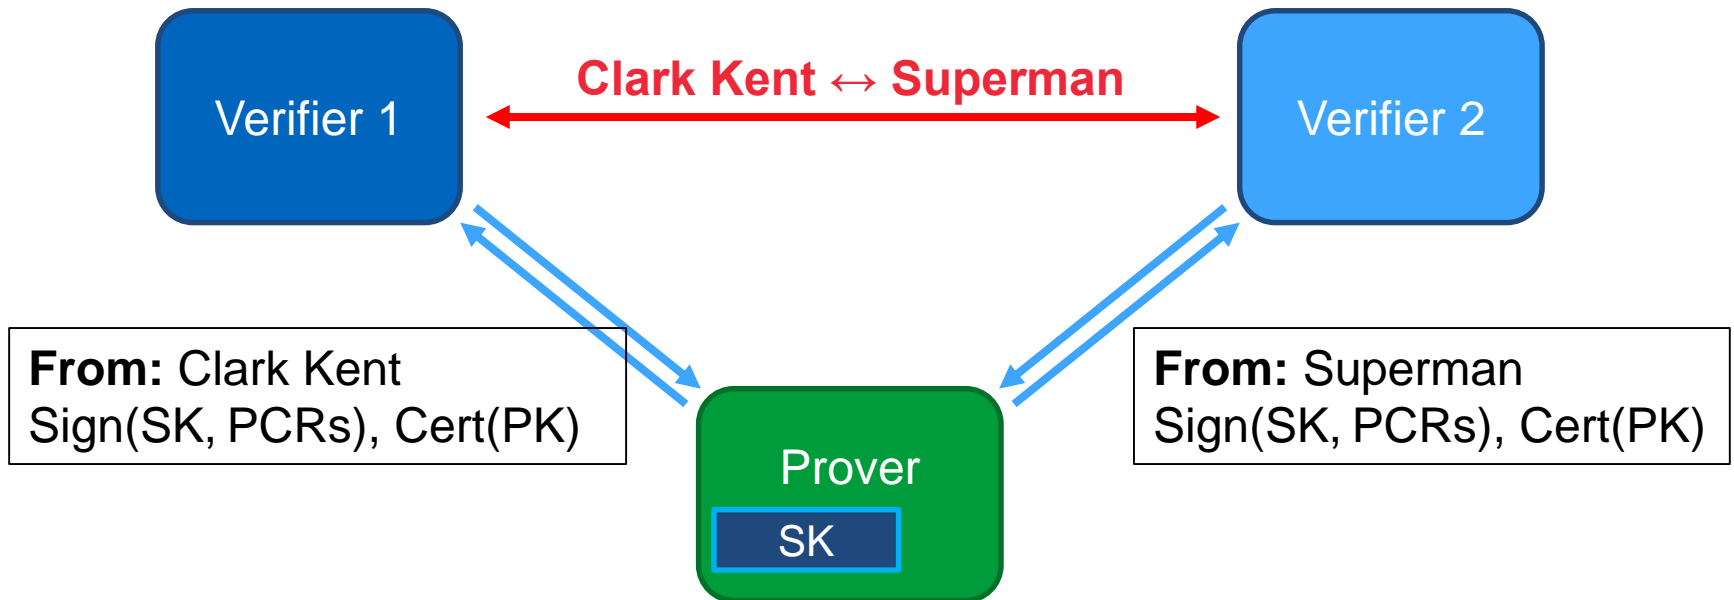 Clark Kent ↔ Superman
Verifier 1
Verifier 2
From: Clark Kent
Sign(SK, PCRs), Cert(PK)
From: Superman
Sign(SK, PCRs), Cert(PK)
Prover
SK